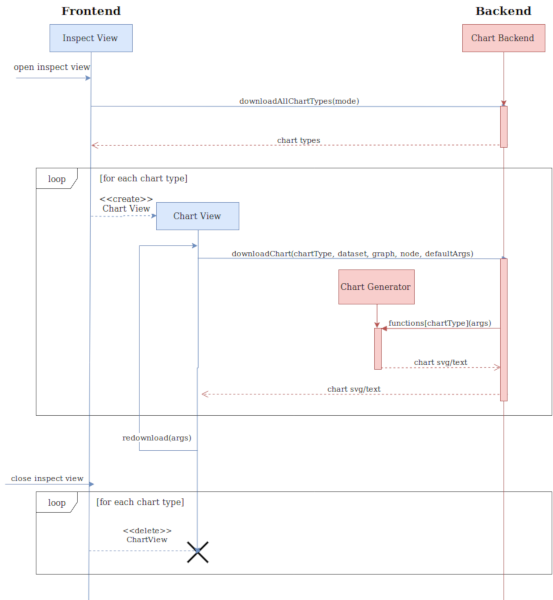 Frontend
Backend
Inspect View
Chart Backend
open inspect view
downloadAllChartTypes(mode)
chart types
loop
[for each chart type]
<<create>>
Chart View
Chart View
downloadChart(chartType, dataset, graph, node, defaultArgs)
Chart Generator
functions[chartType](args)
chart svg/text
chart svg/text
redownload(args)
close inspect view
loop
[for each chart type]
<<delete>>
ChartView